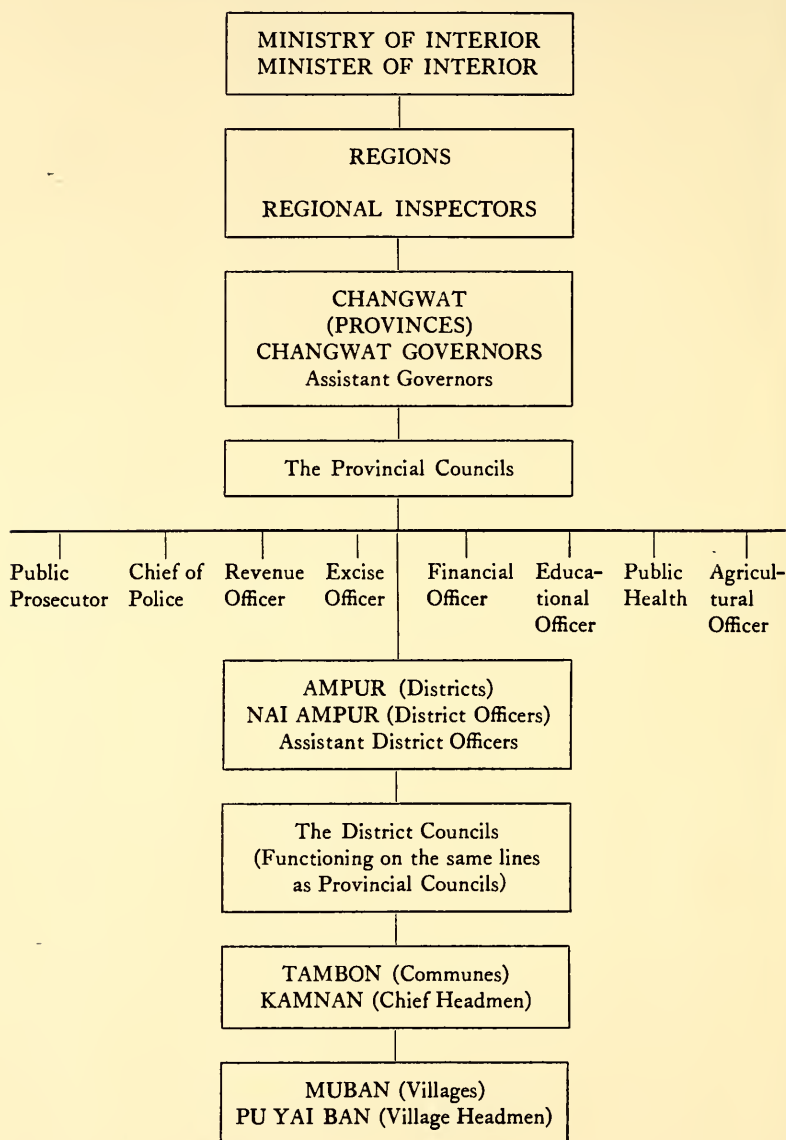 MINISTRY OF INTERIOR
MINISTER OF INTERIOR
REGIONS
REGIONAL INSPECTORS
CHANGWAT
(PROVINCES)
CHANGWAT GOVERNORS
Assistant Governors
The Provincial Councils
Public
Prosecutor
Chief of
Police
Revenue
Officer
Excise
Officer
Financial
Officer
Educa-
tional
Officer
Public
Health
Agricul-
tural
Officer
AMPUR (Districts)
NAI AMPUR (District Officers)
Assistant District Officers
The District Councils
(Functioning on the same lines
as Provincial Councils)
TAMBON (Communes)
KAMNAN (Chief Headmen)
MUBAN (Villages)
PU YAI BAN (Village Headmen)